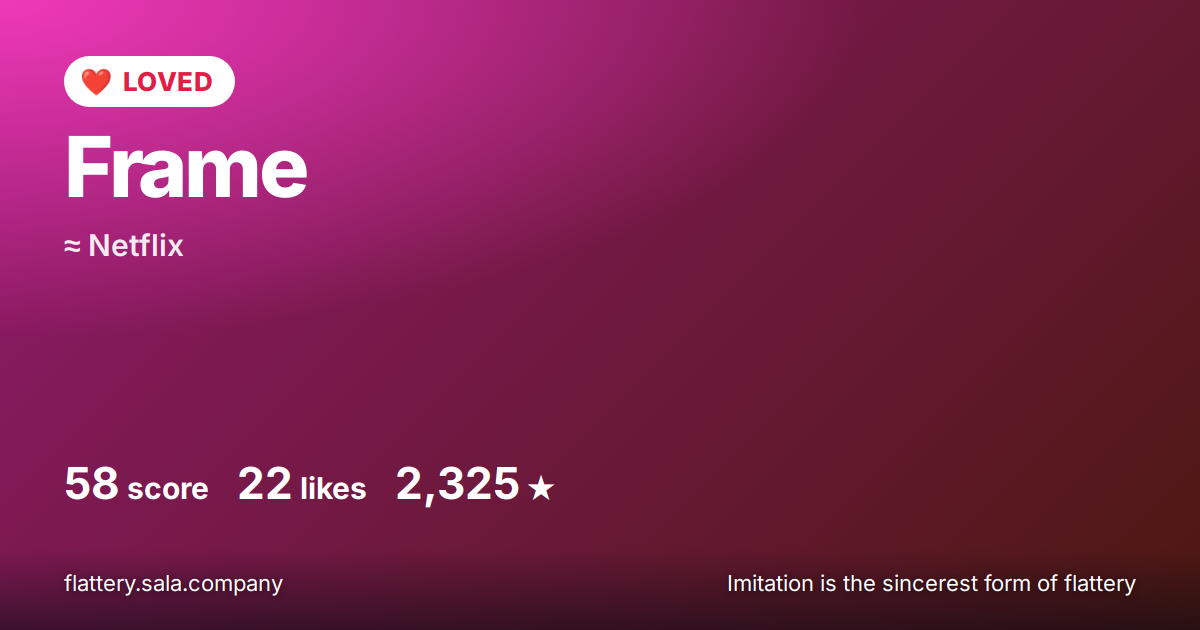 ❤️ LOVED
Frame
≈ Netflix
58 score 22 likes 2,325 ★
flattery.sala.company
Imitation is the sincerest form of flattery